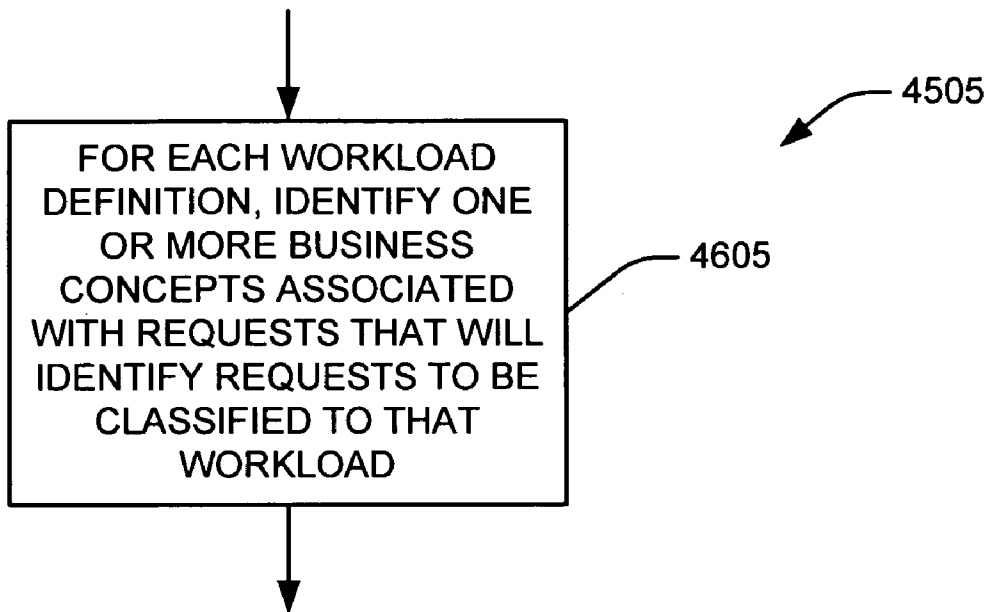 4505
FOR EACH WORKLOAD
DEFINITION, IDENTIFY ONE
OR MORE BUSINESS
CONCEPTS ASSOCIATED
WITH REQUESTS THAT WILL
IDENTIFY REQUESTS TO BE
CLASSIFIED TO THAT
WORKLOAD
4605